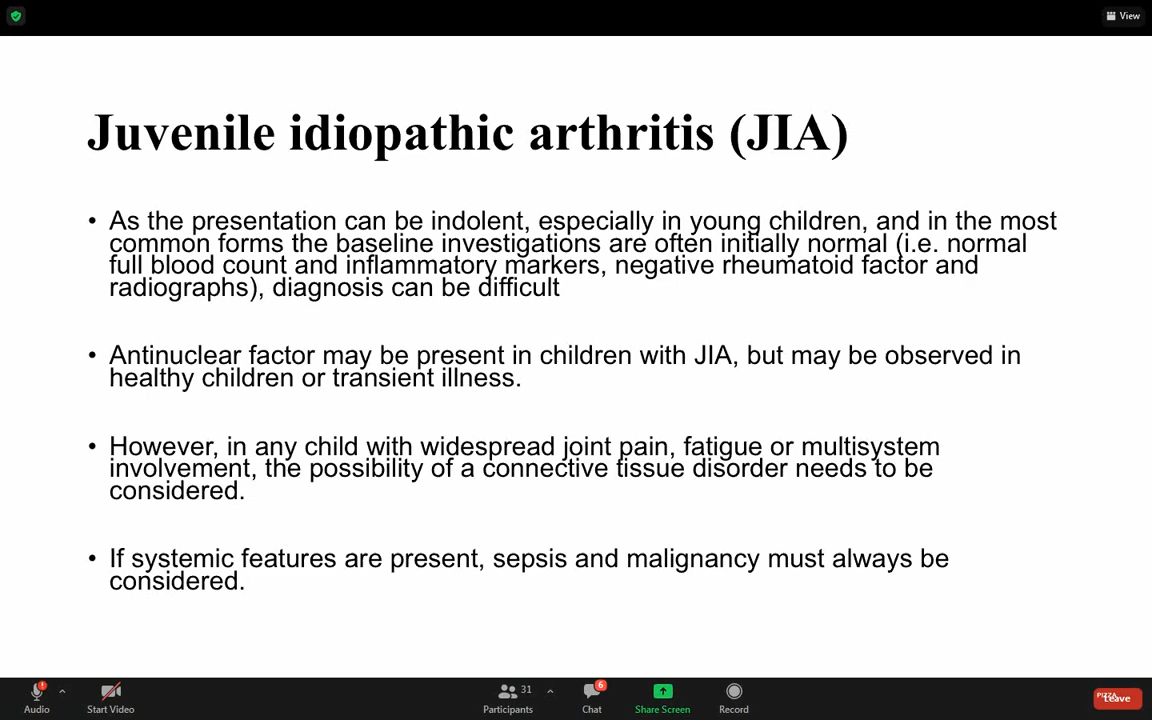 View
Juvenile idiopathic arthritis (JIA)
• As the presentation can be indolent, especially in young children, and in the most
common forms the baseline investigations are often initially normal (i.e. normal
full blood count and inflammatory markers, negative rheumatoid factor and
radiographs), diagnosis can be difficult
• Antinuclear factor may be present in children with JIA, but may be observed in
healthy children or transient illness.
• However, in any child with widespread joint pain, fatigue or multisystem
involvement, the possibility of a connective tissue disorder needs to be
considered.
• If systemic features are present, sepsis and malignancy must always be
considered.
Audio
Start Video
31
Participants
6
Chat
Share Screen
Record
PIZZA
Leave